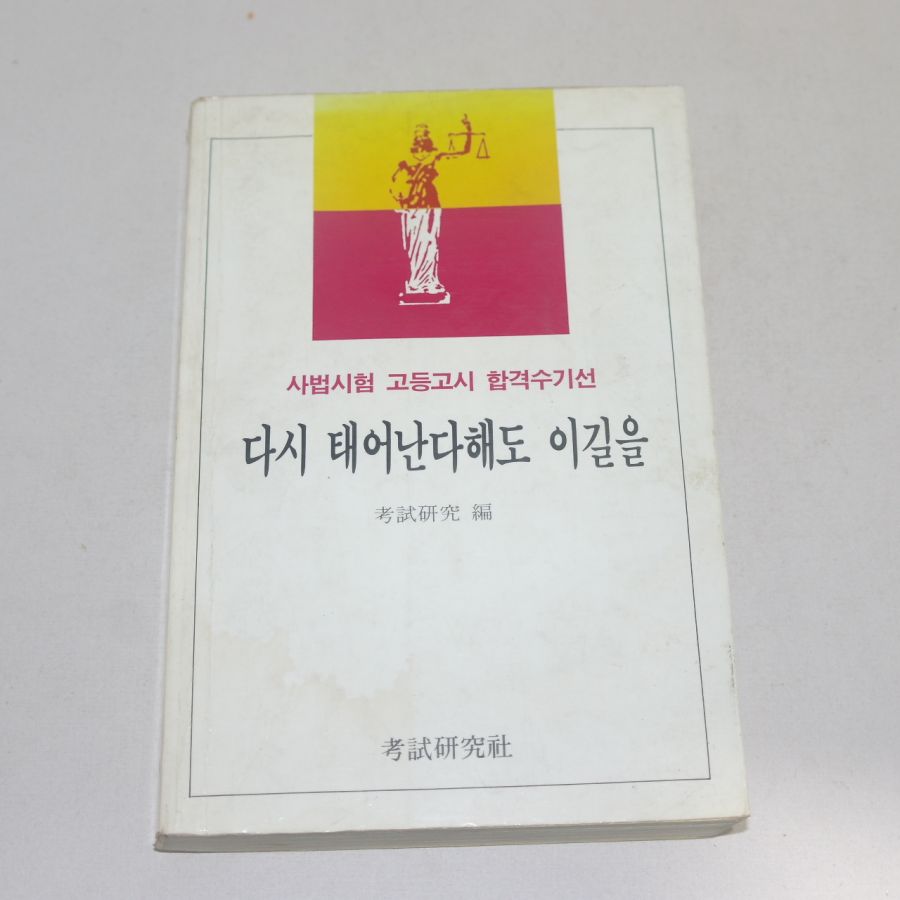 사법시험 고등고시 합격수기선
다시 태어난다해도 이길을
考試硏究 編
考試硏究社